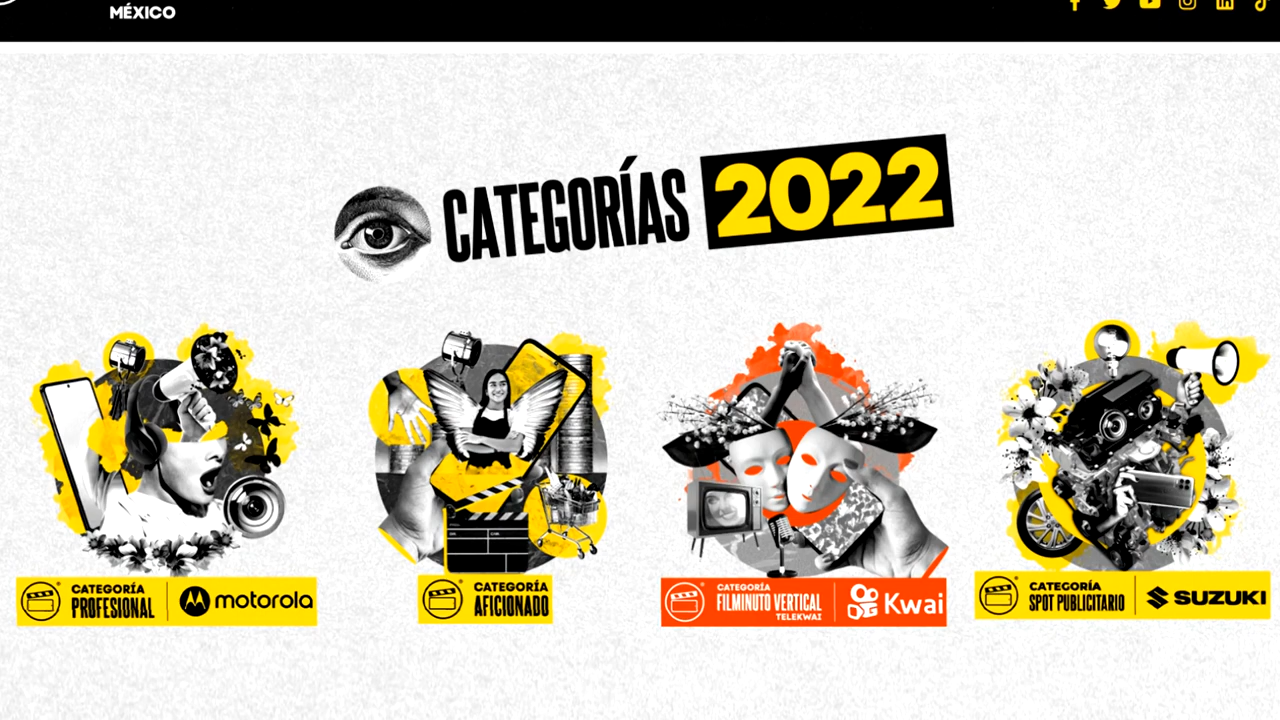 MÉXICO
CATEGORÍAS 2022
CATEGORÍA
PROFESIONAL
motorola
CATEGORÍA
AFICIONADO
CATEGORÍA
FILMINUTO VERTICAL
TELEKWAI
Kwai
CATEGORÍA
SPOT PUBLICITARIO
SUZUKI